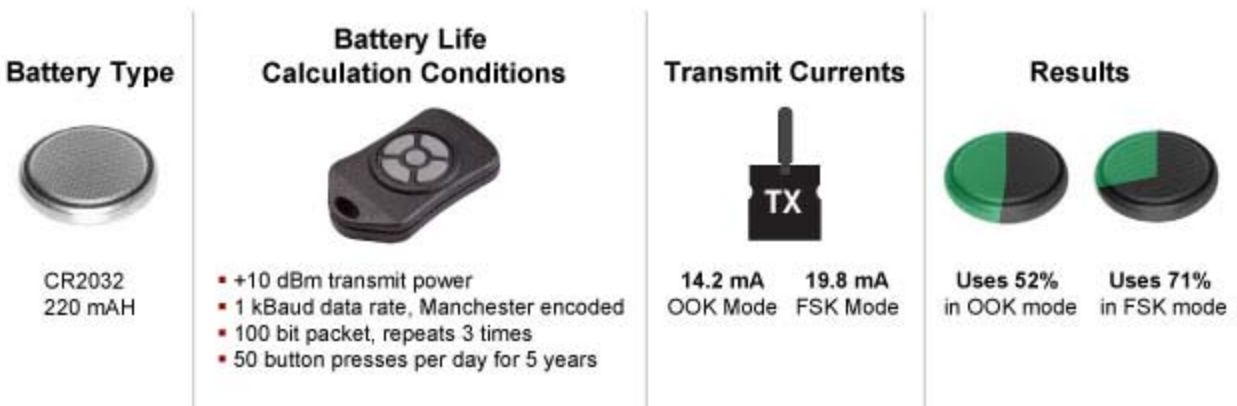 Battery Type
CR2032
220 mAH
Battery Life
Calculation Conditions
+10 dBm transmit power
1 kBaud data rate, Manchester encoded
100 bit packet, repeats 3 times
50 button presses per day for 5 years
Transmit Currents
TX
14.2 mA
OOK Mode
19.8 mA
FSK Mode
Results
Uses 52%
in OOK mode
Uses 71%
in FSK mode